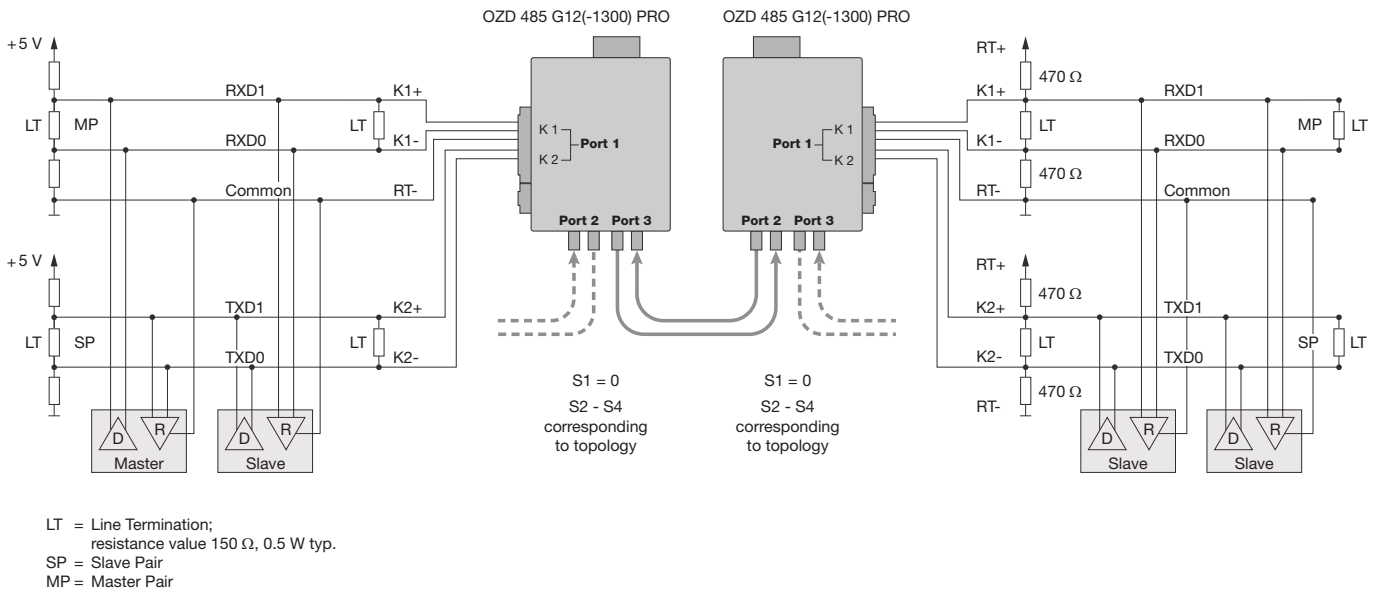 OZD 485 G12(-1300) PRO
OZD 485 G12(-1300) PRO
+5 V
LT
MP
RXD1
RXD0
Common
LT
K1+
K1-
RT-
+5 V
LT
SP
TXD1
TXD0
LT
K2+
K2-
D
R
Master
D
R
Slave
K 1
K 2
Port 1
Port 2
Port 3
K 1
K 2
Port 1
Port 2
Port 3
S1 = 0
S2 - S4
corresponding
to topology
S1 = 0
S2 - S4
corresponding
to topology
RT+
470 Ω
K1+
RXD1
LT
MP
LT
K1-
RXD0
470 Ω
RT-
Common
RT+
470 Ω
K2+
TXD1
LT
SP
LT
K2-
TXD0
470 Ω
RT-
D
R
Slave
D
R
Slave
LT = Line Termination;
resistance value 150 Ω, 0.5 W typ.
SP = Slave Pair
MP = Master Pair